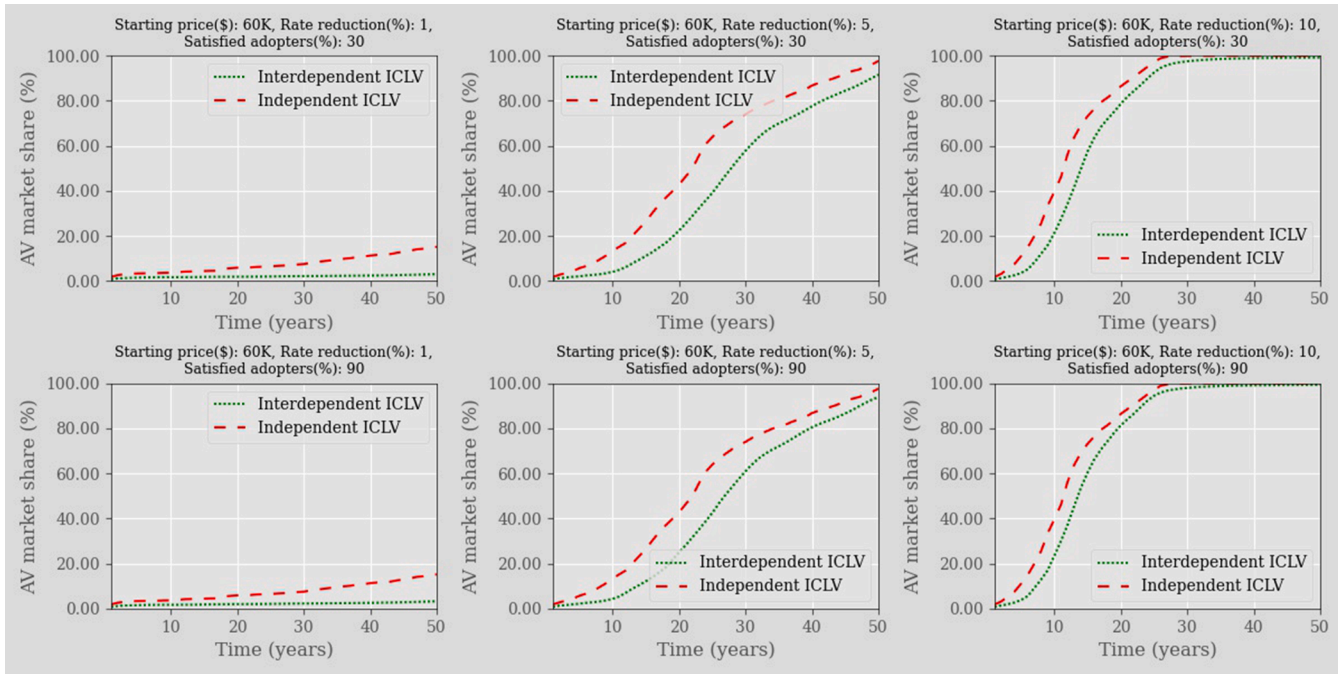 Starting price($): 60K, Rate reduction(%): 1,
Satisfied adopters(%): 30
100.00
80.00
60.00
40.00
20.00
0.00
AV market share (%)
Interdependent ICLV
Independent ICLV
10 20 30 40 50
Time (years)
Starting price($): 60K, Rate reduction(%): 5,
Satisfied adopters(%): 30
100.00
80.00
60.00
40.00
20.00
0.00
AV market share (%)
Interdependent ICLV
Independent ICLV
10 20 30 40 50
Time (years)
Starting price($): 60K, Rate reduction(%): 10,
Satisfied adopters(%): 30
100.00
80.00
60.00
40.00
20.00
0.00
AV market share (%)
Interdependent ICLV
Independent ICLV
10 20 30 40 50
Time (years)
Starting price($): 60K, Rate reduction(%): 1,
Satisfied adopters(%): 90
100.00
80.00
60.00
40.00
20.00
0.00
AV market share (%)
Interdependent ICLV
Independent ICLV
10 20 30 40 50
Time (years)
Starting price($): 60K, Rate reduction(%): 5,
Satisfied adopters(%): 90
100.00
80.00
60.00
40.00
20.00
0.00
AV market share (%)
Interdependent ICLV
Independent ICLV
10 20 30 40 50
Time (years)
Starting price($): 60K, Rate reduction(%): 10,
Satisfied adopters(%): 90
100.00
80.00
60.00
40.00
20.00
0.00
AV market share (%)
Interdependent ICLV
Independent ICLV
10 20 30 40 50
Time (years)